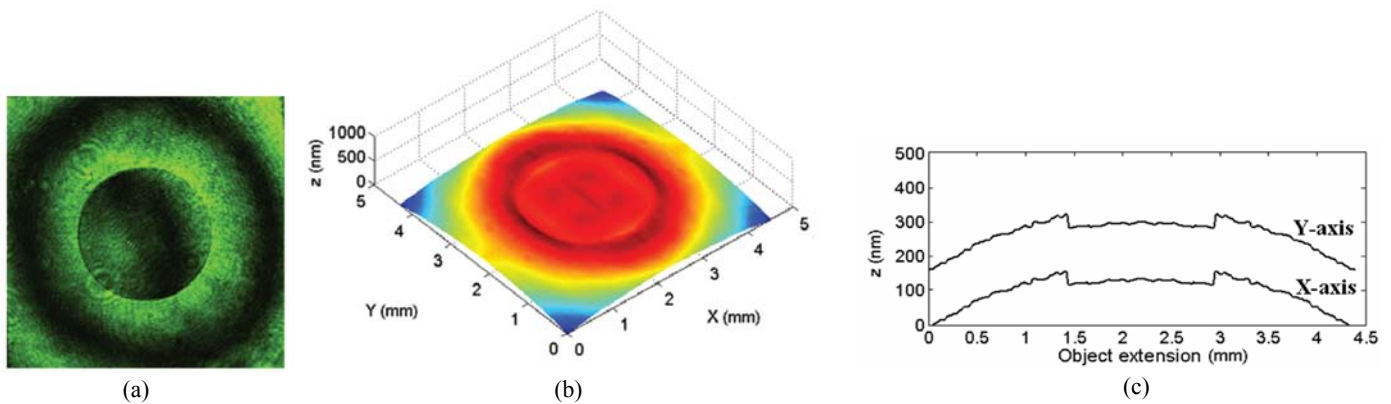 1000
500
0
z (nm)
5
4
3
2
1
0
Y (mm)
0
1
2
3
4
5
X (mm)
500
400
300
200
100
0
z (nm)
Y-axis
X-axis
0 0.5 1 1.5 2 2.5 3 3.5 4 4.5
Object extension (mm)
(a)
(b)
(c)